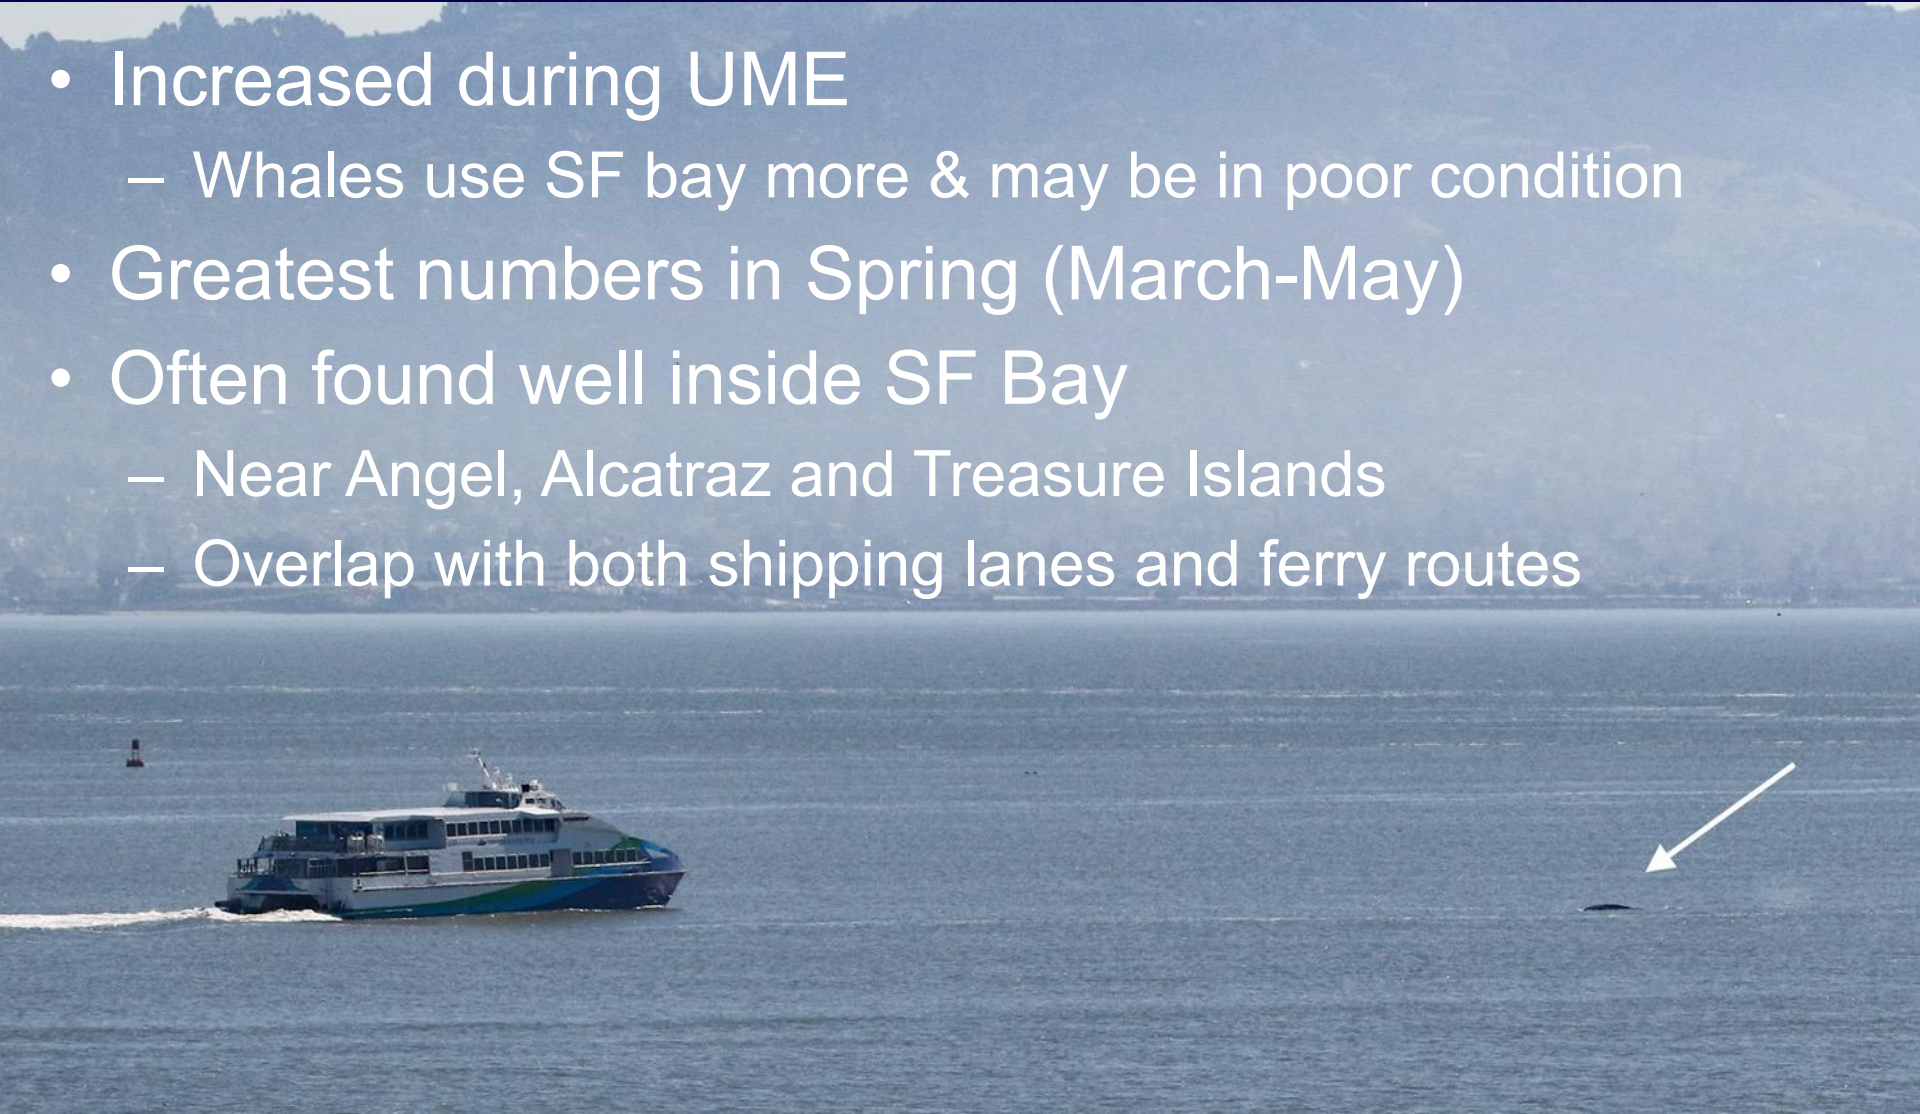 • Increased during UME
– Whales use SF bay more & may be in poor condition
• Greatest numbers in Spring (March-May)
• Often found well inside SF Bay
– Near Angel, Alcatraz and Treasure Islands
– Overlap with both shipping lanes and ferry routes